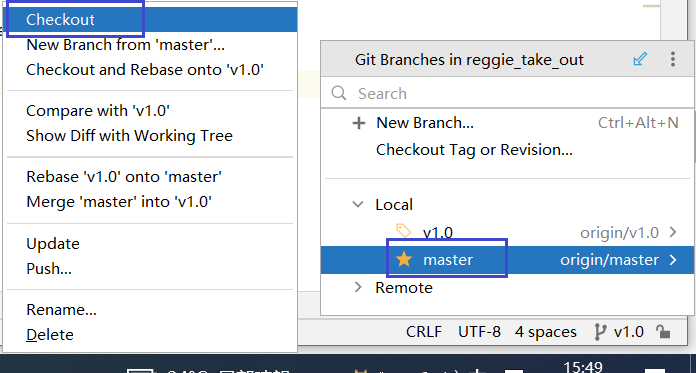 Checkout
New Branch from 'master'...
Checkout and Rebase onto 'v1.0'
Compare with 'v1.0'
Show Diff with Working Tree
Rebase 'v1.0' onto 'master'
Merge 'master' into 'v1.0'
Update
Push...
Rename...
Delete
Git Branches in reggie_take_out
Search
New Branch... Ctrl+Alt+N
Checkout Tag or Revision...
Local
v1.0 origin/v1.0
master origin/master
Remote
CRLF UTF-8 4 spaces v1.0
15:49